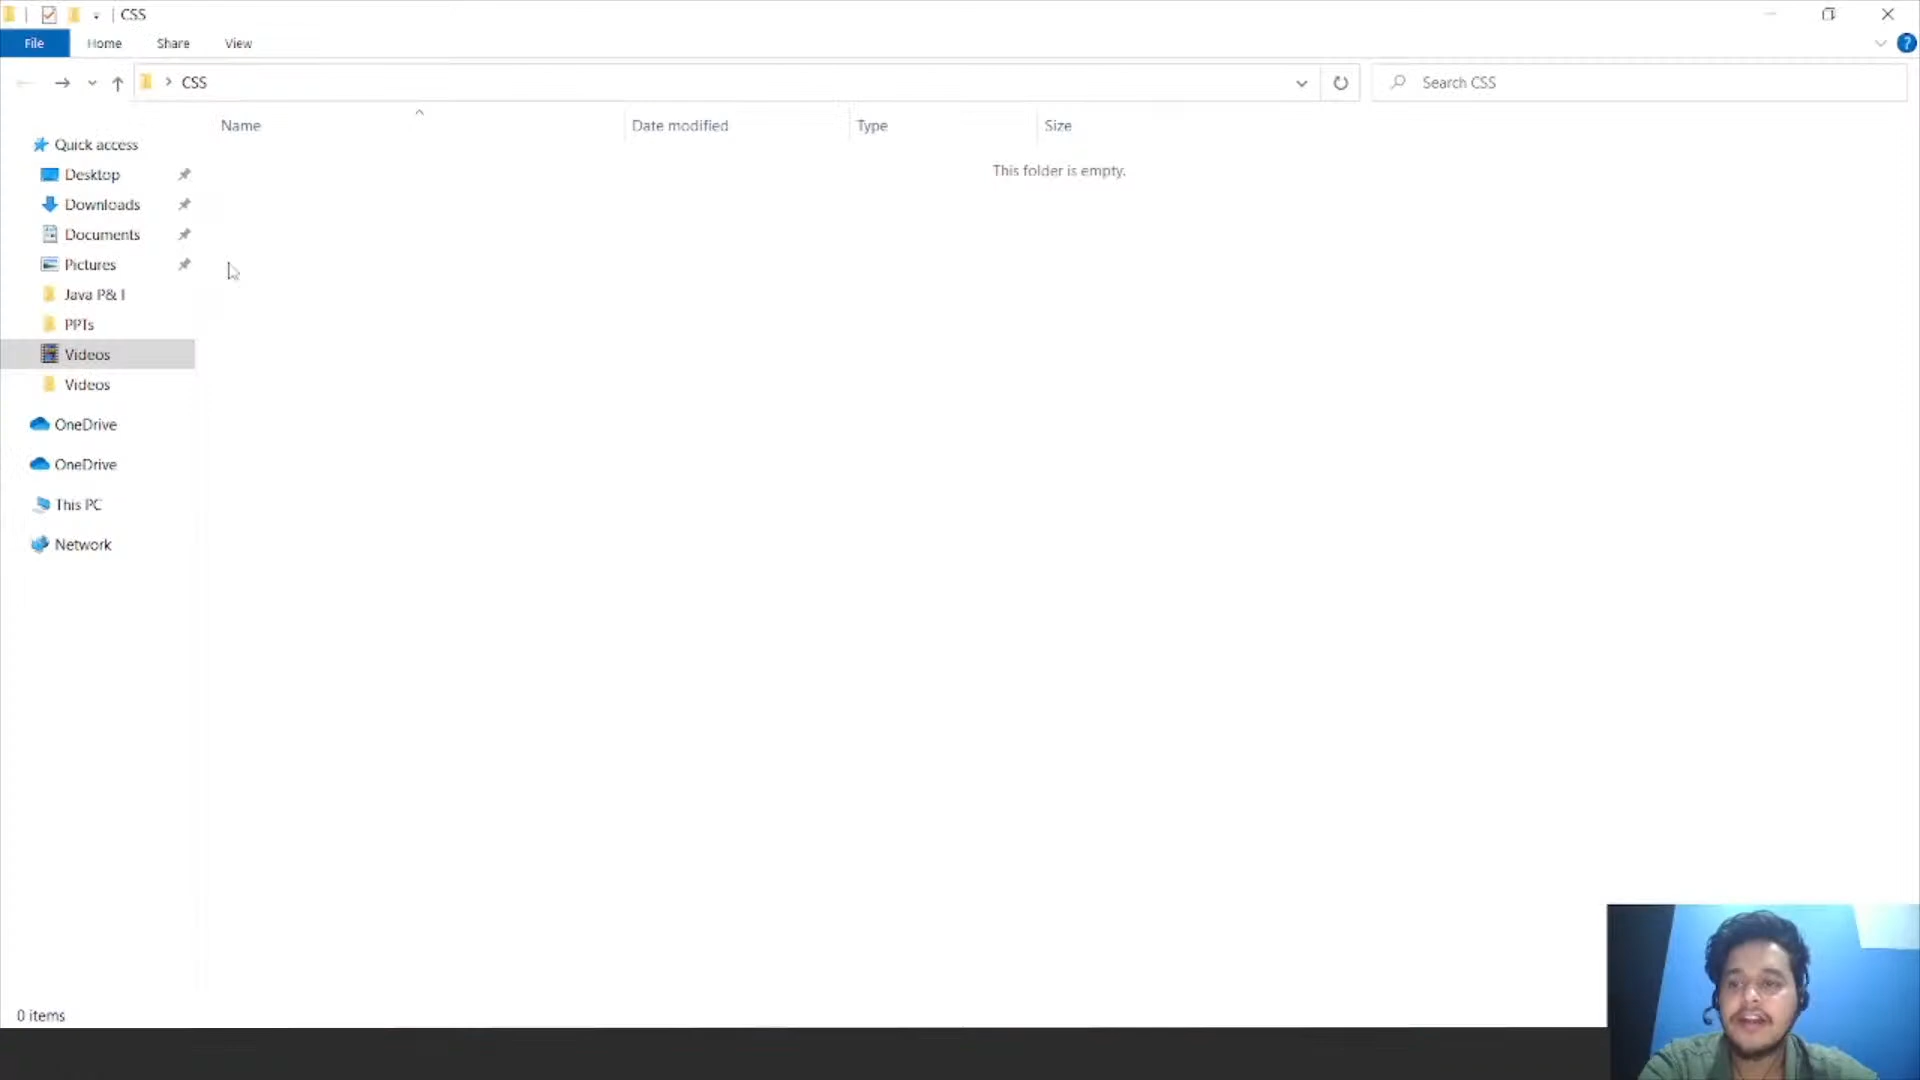 CSS
File Home Share View ?
CSS Search CSS
Name Date modified Type Size
This folder is empty.
Quick access
Desktop
Downloads
Documents
Pictures
Java P& I
PPTs
Videos
Videos
OneDrive
OneDrive
This PC
Network
0 items